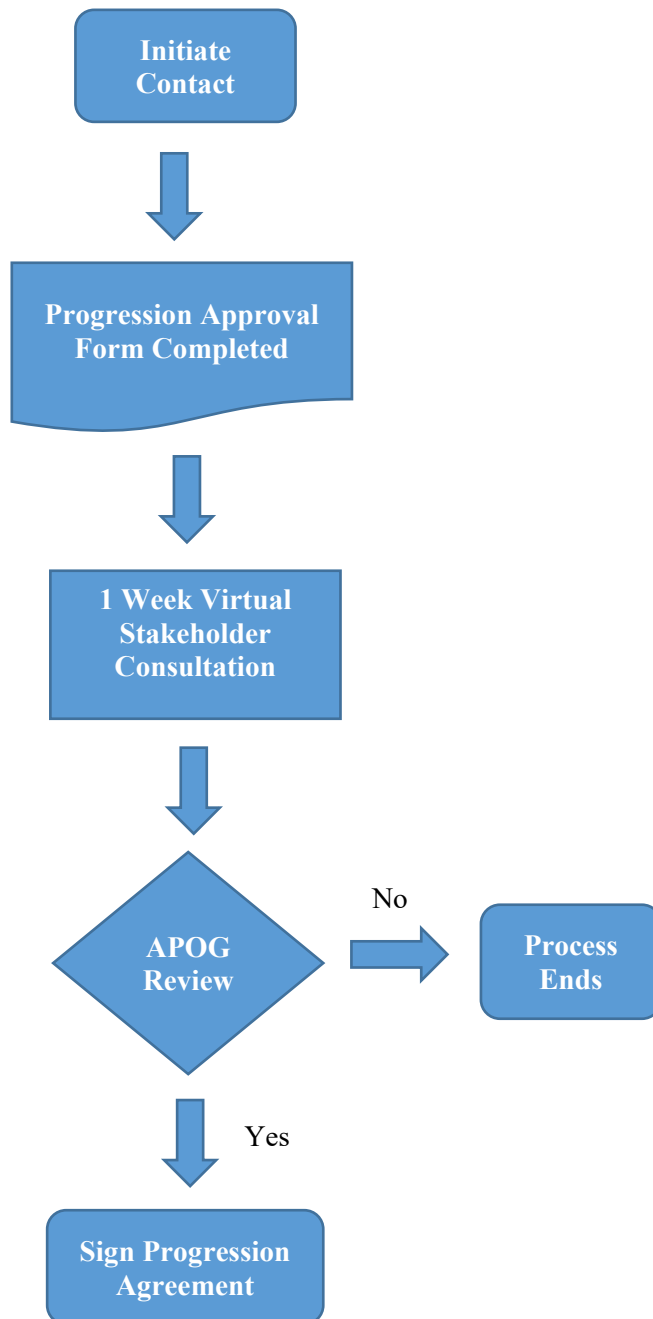 Initiate
Contact
Progression Approval
Form Completed
1 Week Virtual
Stakeholder
Consultation
APOG
Review
No
Process
Ends
Yes
Sign Progression
Agreement